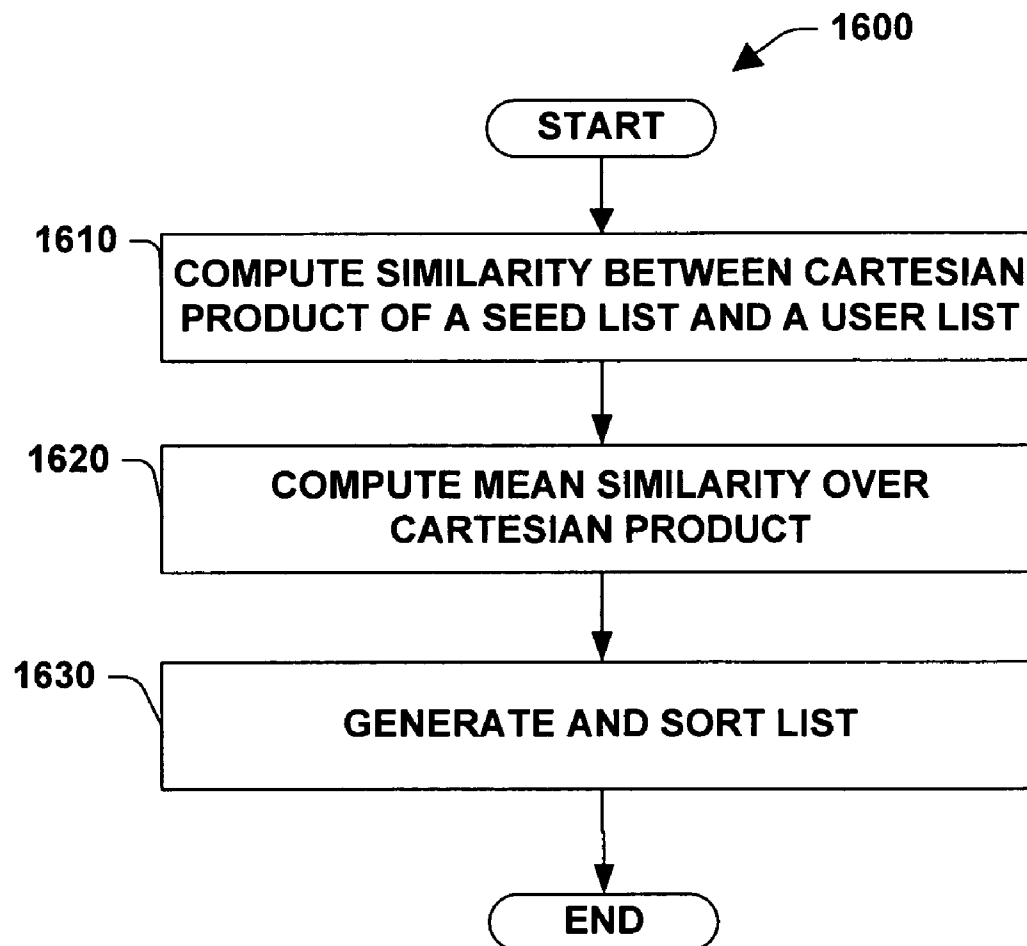 1600
START
1610
COMPUTE SIMILARITY BETWEEN CARTESIAN
PRODUCT OF A SEED LIST AND A USER LIST
1620
COMPUTE MEAN SIMILARITY OVER
CARTESIAN PRODUCT
1630
GENERATE AND SORT LIST
END